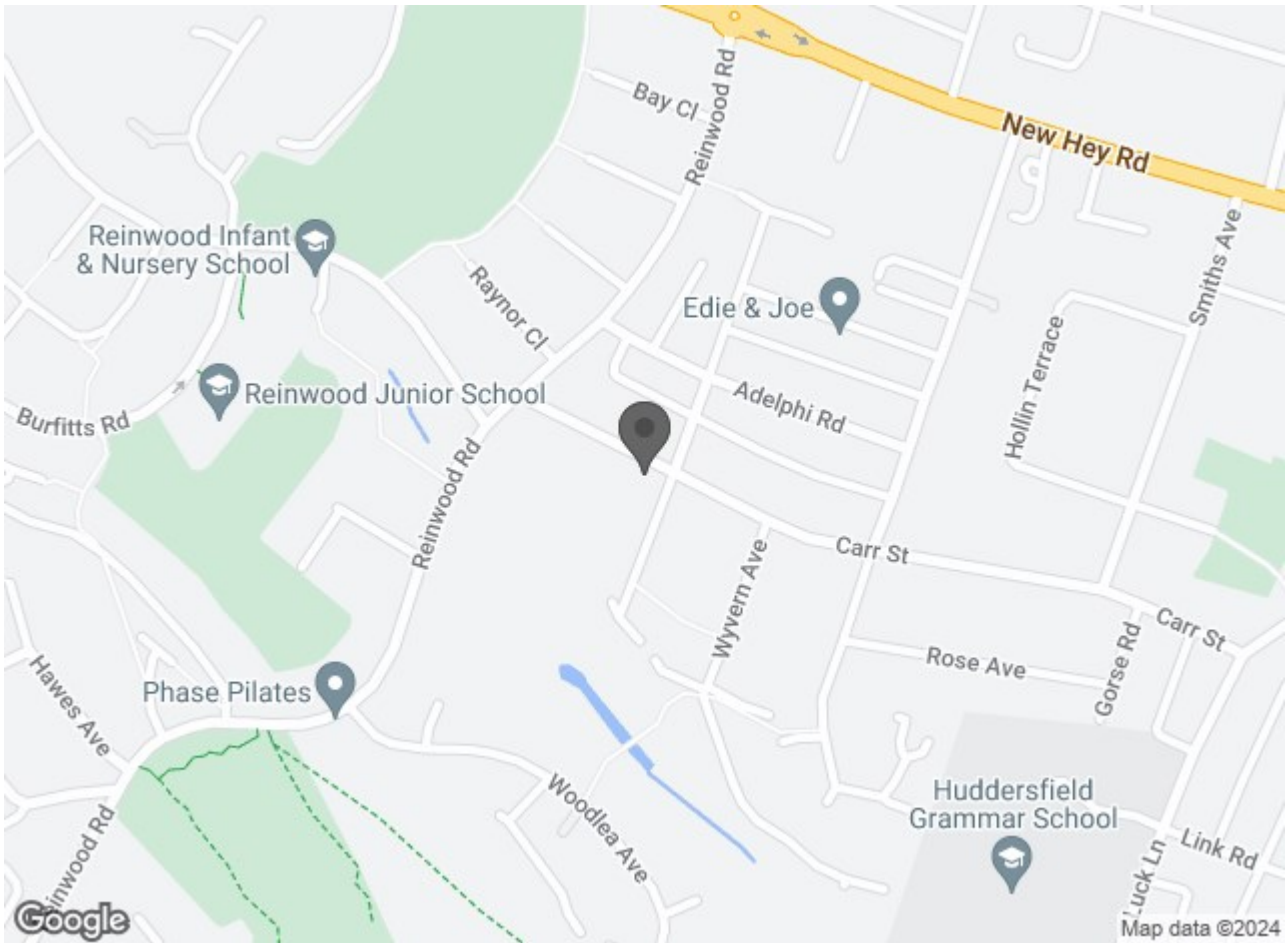 Bay Cl
Reinwood Rd
New Hey Rd
Reinwood Infant
& Nursery School
Raynor Cl
Edie & Joe
Smiths Ave
Hollin Terrace
Reinwood Junior School
Adelphi Rd
Burfitts Rd
Reinwood Rd
Carr St
Wyvern Ave
Carr St
Rose Ave
Gorse Rd
Hawes Ave
Phase Pilates
Woodlea Ave
Huddersfield
Grammar School
Link Rd
Luck Ln
Reinwood Rd
Google
Map data ©2024